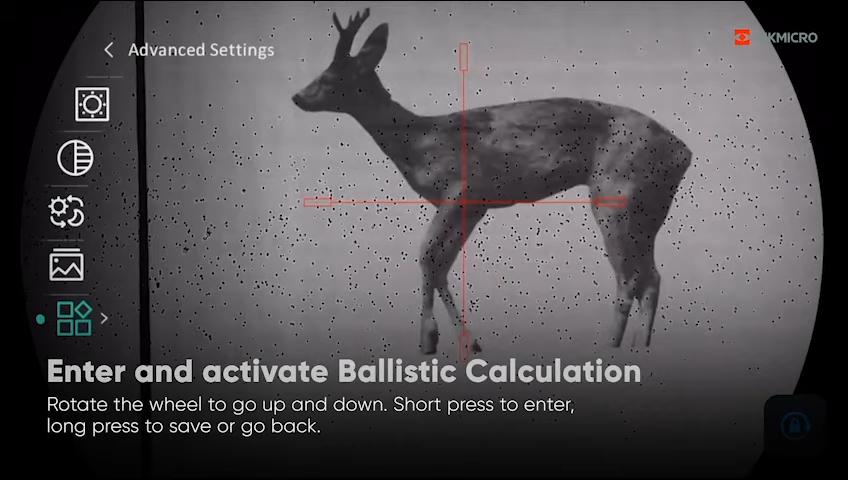 Advanced Settings
Enter and activate Ballistic Calculation
Rotate the wheel to go up and down. Short press to enter,
long press to save or go back.